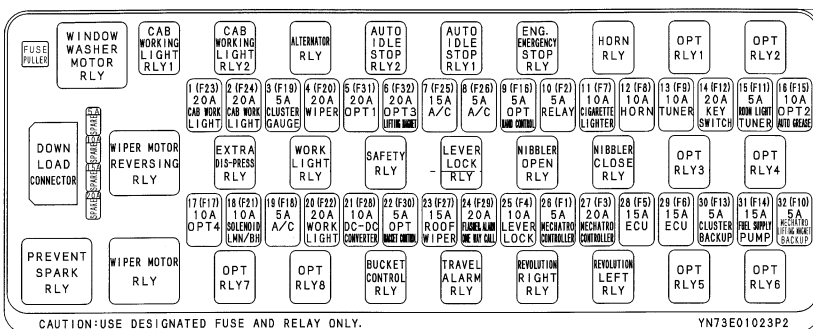 FUSE
PULLER
WINDOW
WASHER
MOTOR
RLY
CAB
WORKING
LIGHT
RLY1
CAB
WORKING
LIGHT
RLY2
ALTERNATOR
RLY
AUTO
IDLE
STOP
RLY2
AUTO
IDLE
STOP
RLY1
ENG.
EMERGENCY
STOP
RLY
HORN
RLY
OPT
RLY1
OPT
RLY2
1 (F23)
20A
CAB WORK
LIGHT
2 (F24)
20A
CAB WORK
LIGHT
3 (F19)
5A
CLUSTER
GAUGE
4 (F20)
20A
WIPER
5 (F31)
20A
OPT1
6 (F32)
20A
OPT3
LIFTING MAGNET
7 (F25)
15A
A/C
8 (F26)
5A
A/C
9 (F16)
5A
OPT
HAND CONTROL
10 (F2)
5A
RELAY
11 (F7)
10A
CIGARETTE
LIGHTER
12 (F8)
10A
HORN
13 (F9)
10A
TUNER
14 (F12)
20A
KEY
SWITCH
15 (F11)
5A
ROOM LIGHT
TUNER
16 (F15)
10A
OPT2
AUTO GREASE
DOWN
LOAD
CONNECTOR
SPARE
5A
SPARE
SPARE
SPARE
WIPER MOTOR
REVERSING
RLY
EXTRA
DIS-PRESS
RLY
WORK
LIGHT
RLY
SAFETY
RLY
LEVER
LOCK
RLY
NIBBLER
OPEN
RLY
NIBBLER
CLOSE
RLY
OPT
RLY3
OPT
RLY4
17 (F17)
10A
OPT4
18 (F21)
10A
SOLENOID
LMN/BH
19 (F18)
5A
A/C
20 (F22)
20A
WORK
LIGHT
21 (F28)
10A
DC-DC
CONVERTER
22 (F30)
5A
OPT
23 (F27)
15A
ROOF
WIPER
24 (F29)
20A
FLASHER, ALARM
ONE WAY CALL
25 (F4)
10A
LEVER
LOCK
26 (F1)
5A
MECHATRO
CONTROLLER
27 (F3)
20A
MECHATRO
CONTROLLER
28 (F5)
15A
ECU
29 (F6)
15A
ECU
30 (F13)
5A
CLUSTER
BACKUP
31 (F14)
15A
FUEL SUPPLY
PUMP
32 (F10)
5A
MECHATRO
LIFTING MAGNET
BACKUP
PREVENT
SPARK
RLY
WIPER MOTOR
RLY
OPT
RLY7
OPT
RLY8
BUCKET
CONTROL
RLY
TRAVEL
ALARM
RLY
REVOLUTION
RIGHT
RLY
REVOLUTION
LEFT
RLY
OPT
RLY5
OPT
RLY6
CAUTION:USE DESIGNATED FUSE AND RELAY ONLY.
YN73E01023P2